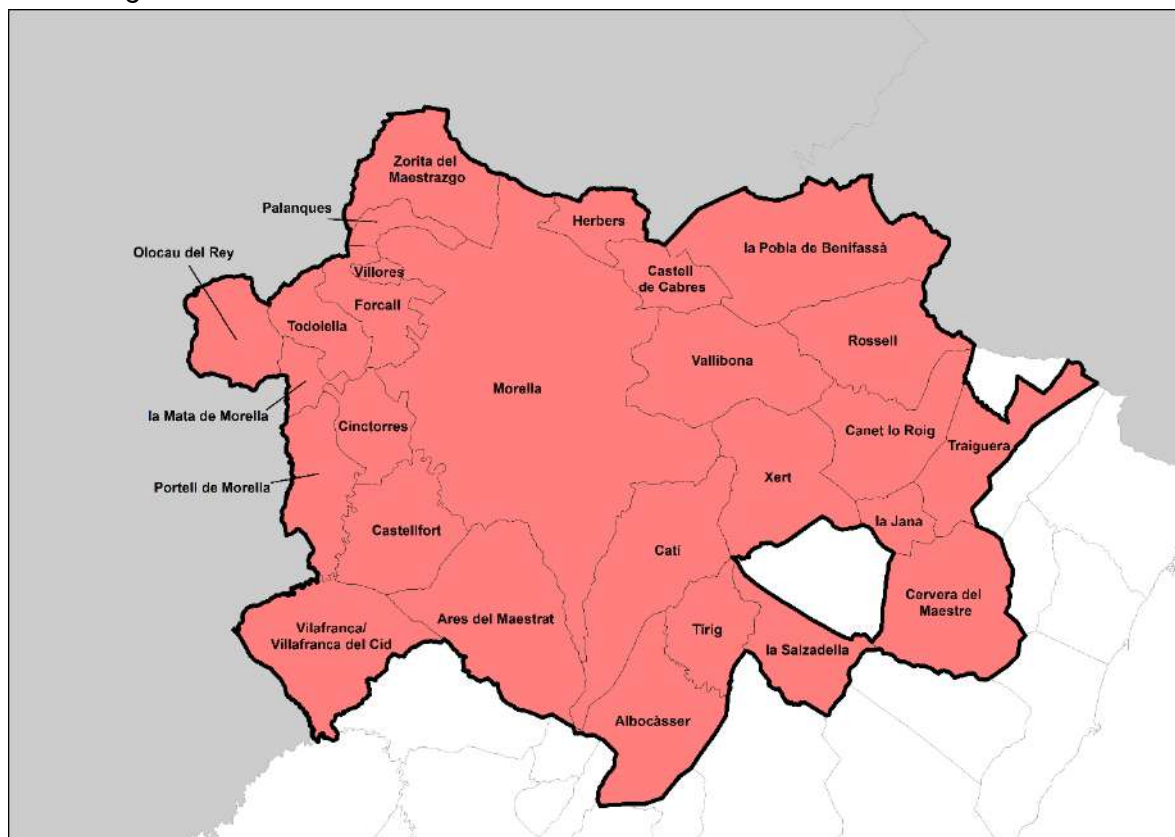 Zorita del
Maestrazgo
Palanques
Herbers
Olocau del Rey
la Pobla de Benifassà
Villores
Castell
de Cabres
Forcall
Todolella
Rossell
Vallibona
Morella
la Mata de Morella
Cinctorres
Canet lo Roig
Traiguera
Xert
Portell de Morella
la Jana
Castellfort
Catí
Cervera del
Maestre
Ares del Maestrat
Tirig
Vilafranca/
Villafranca del Cid
la Salzadella
Albocàsser